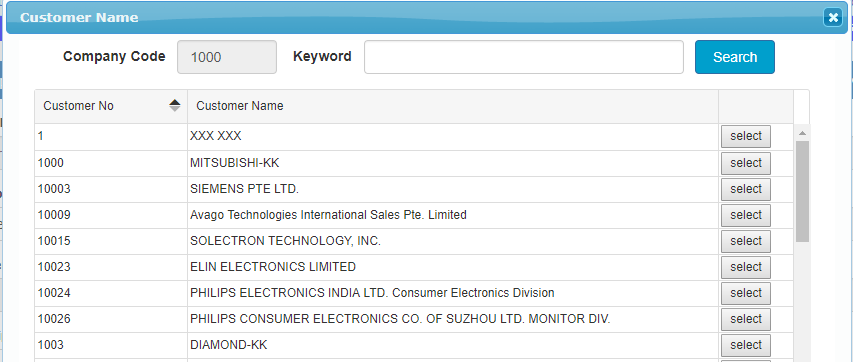 Customer Name
Company Code 1000 Keyword Search
Customer No Customer Name
1 XXX XXX select
1000 MITSUBISHI-KK select
10003 SIEMENS PTE LTD. select
10009 Avago Technologies International Sales Pte. Limited select
10015 SOLECTRON TECHNOLOGY, INC. select
10023 ELIN ELECTRONICS LIMITED select
10024 PHILIPS ELECTRONICS INDIA LTD. Consumer Electronics Division select
10026 PHILIPS CONSUMER ELECTRONICS CO. OF SUZHOU LTD. MONITOR DIV. select
1003 DIAMOND-KK select